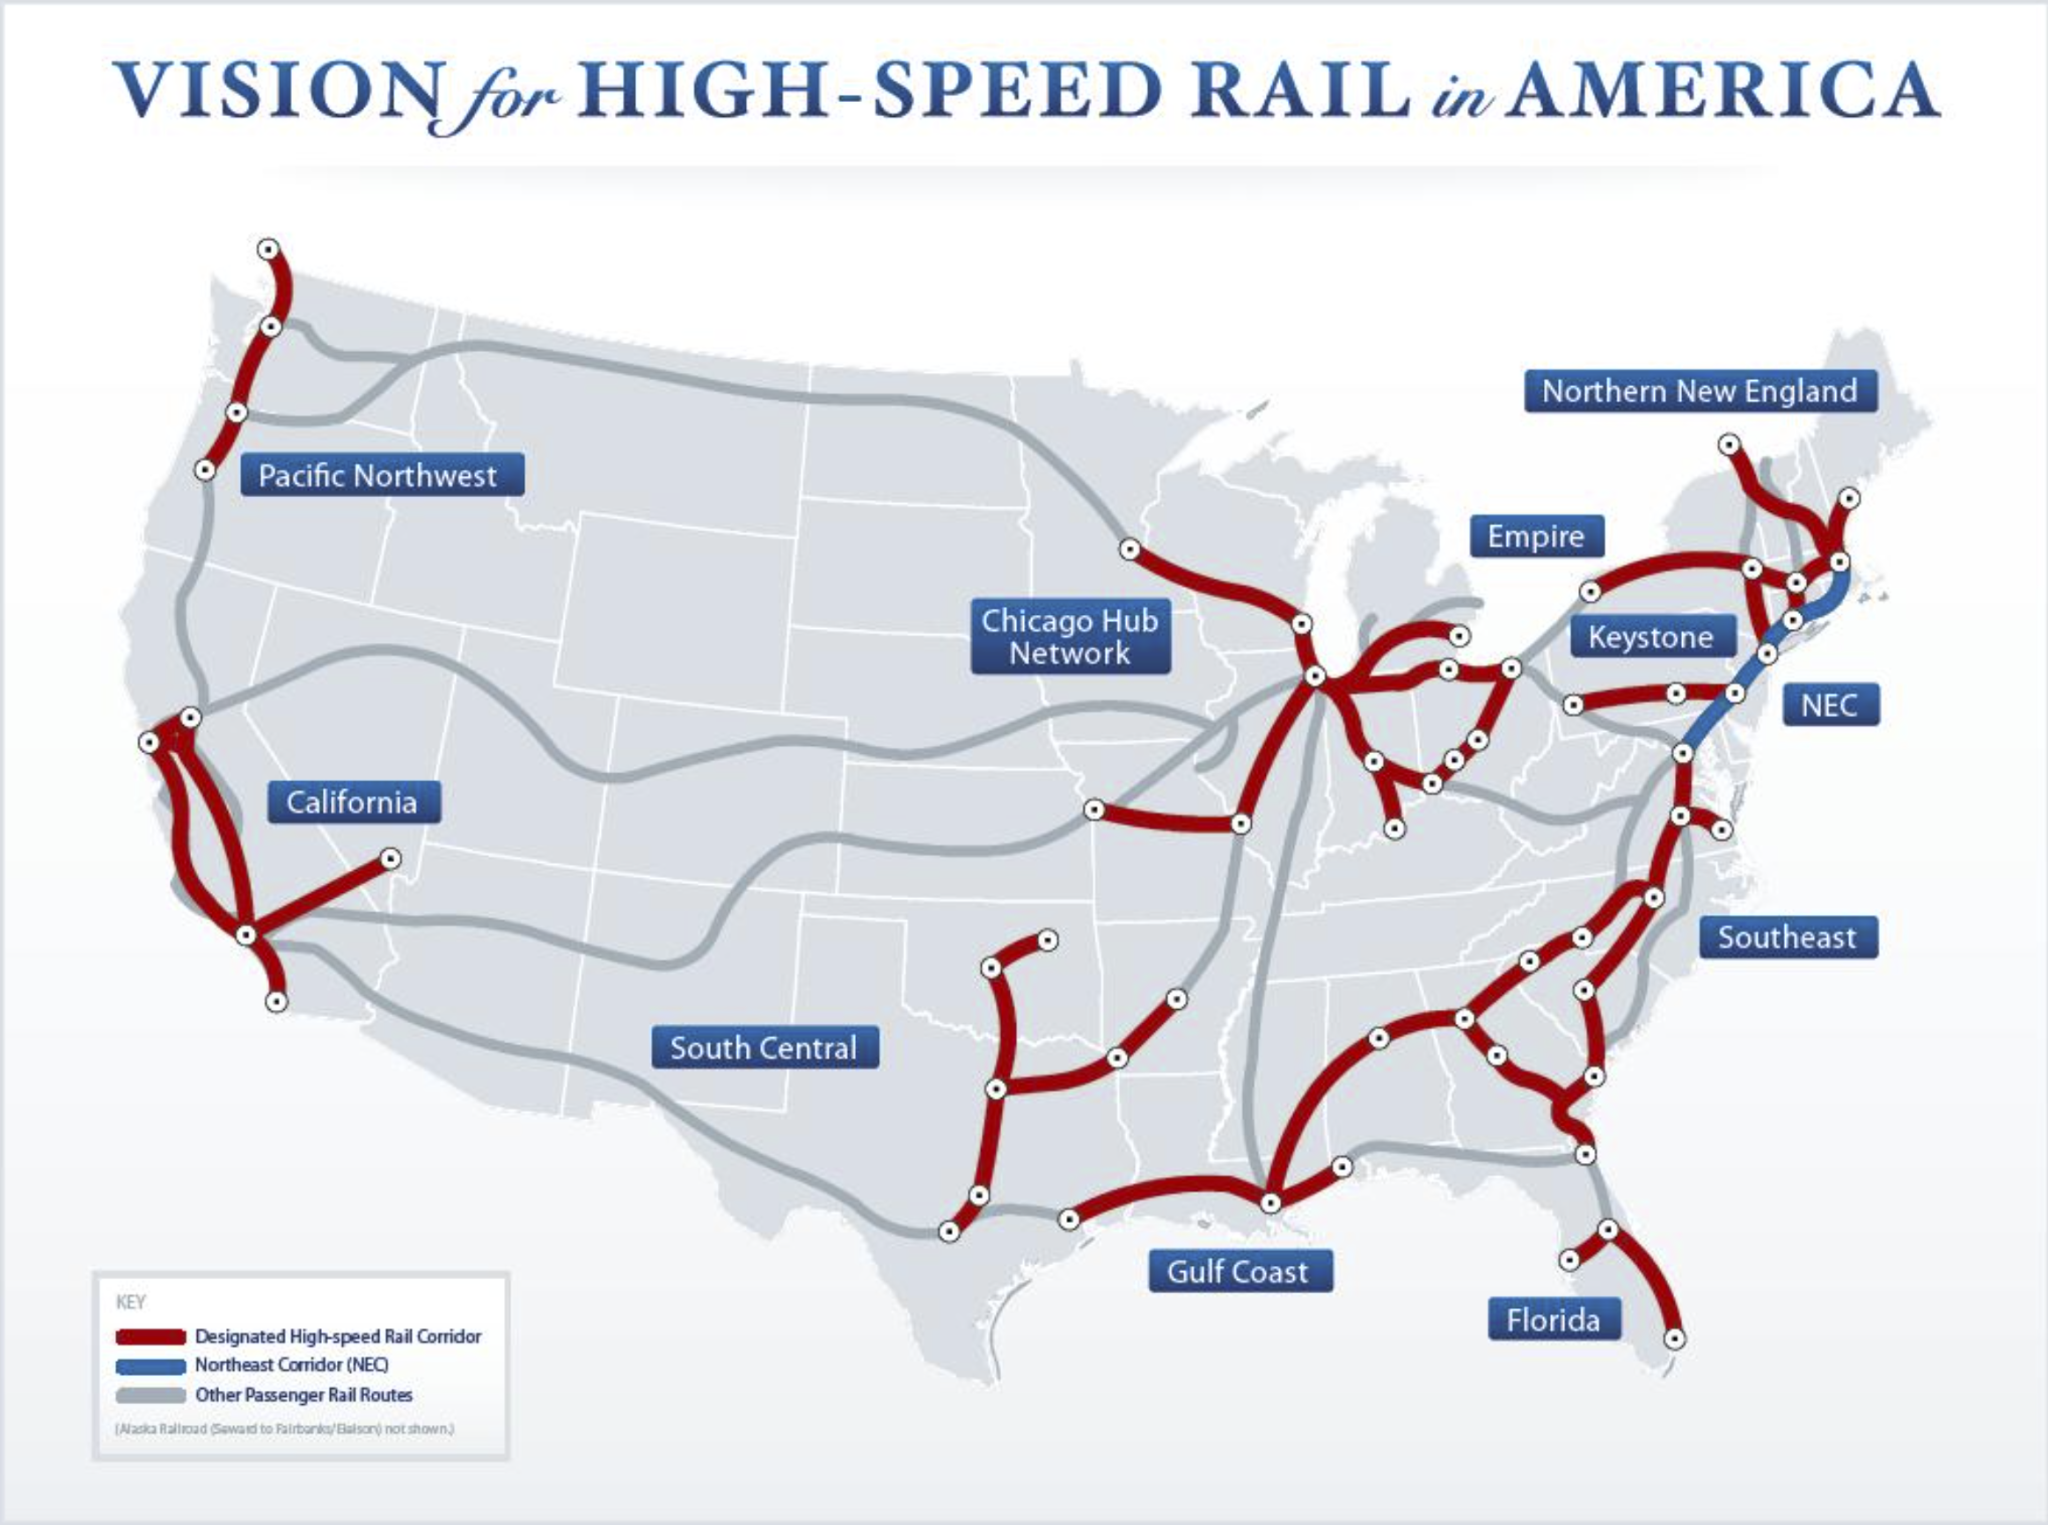 VISION for HIGH-SPEED RAIL in AMERICA
Northern New England
Pacific Northwest
Empire
Chicago Hub
Network
Keystone
NEC
California
Southeast
South Central
Gulf Coast
Florida
KEY
Designated High-speed Rail Corridor
Northeast Corridor (NEC)
Other Passenger Rail Routes
(Alaska Railroad (Seward to Fairbanks/Eielson) not shown.)